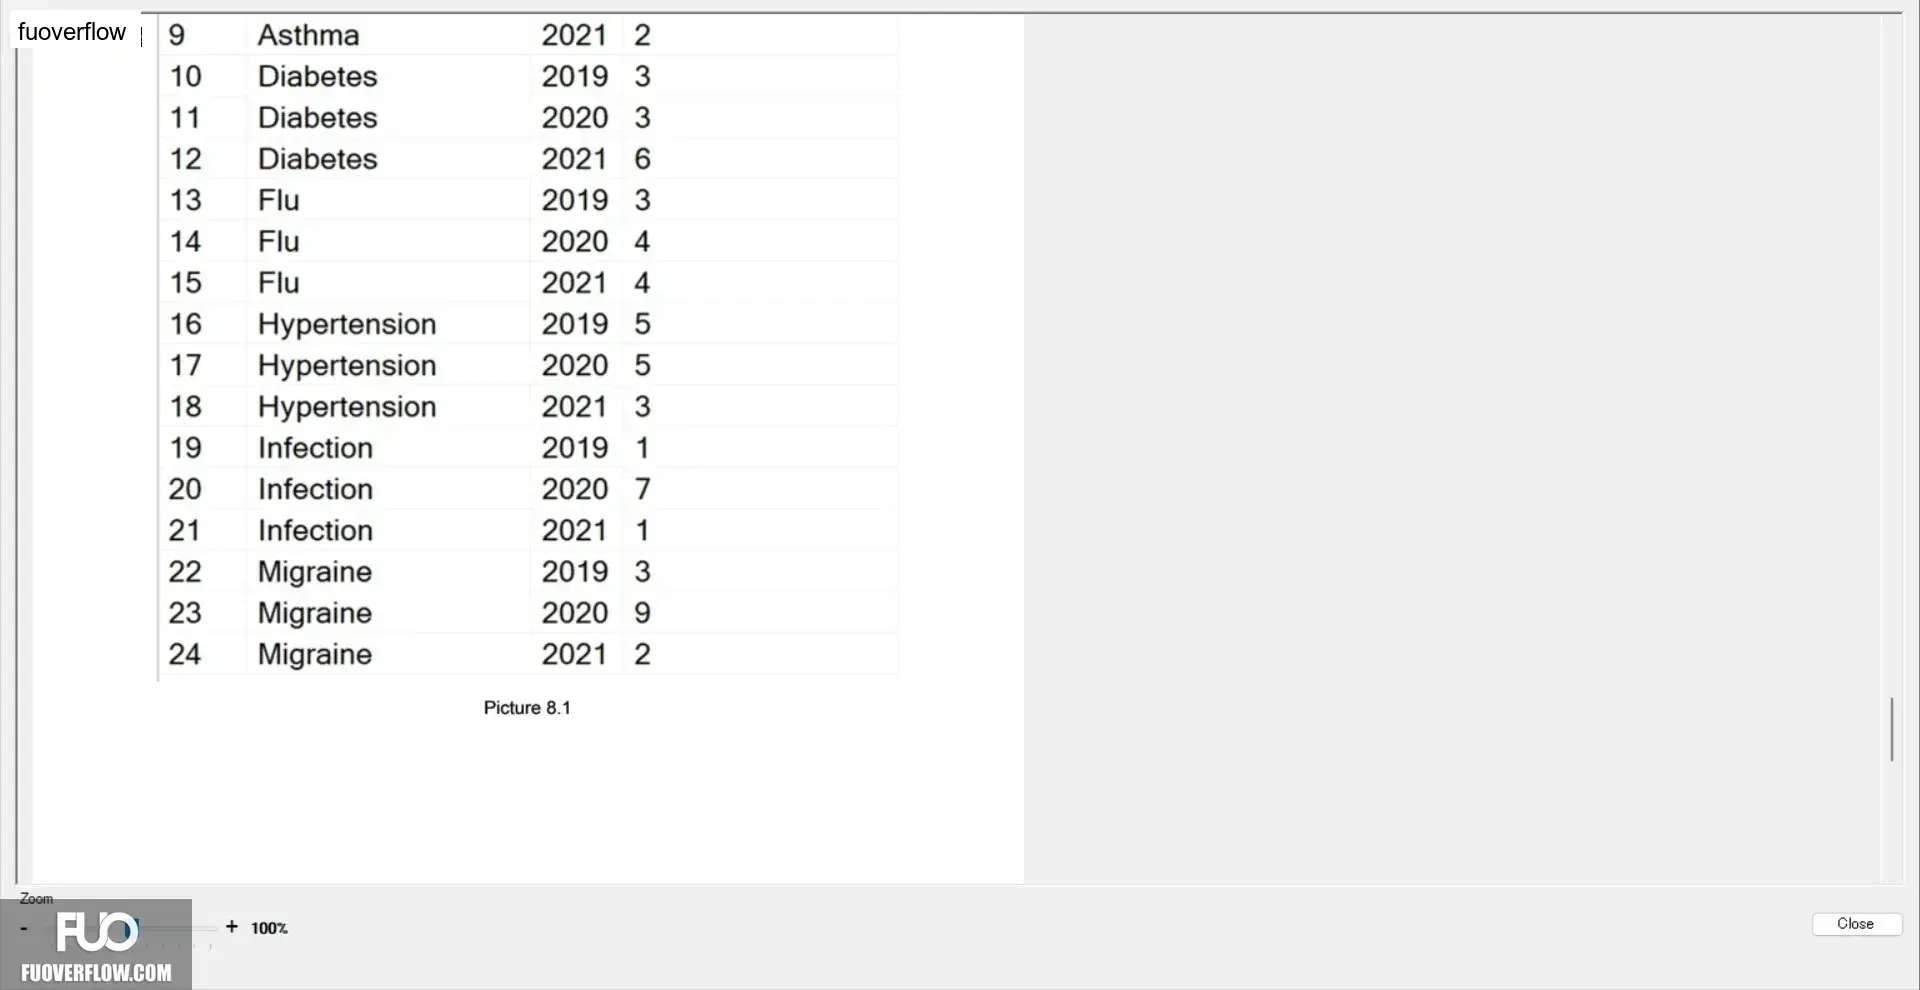 fuoverflow
9 Asthma 2021 2
10 Diabetes 2019 3
11 Diabetes 2020 3
12 Diabetes 2021 6
13 Flu 2019 3
14 Flu 2020 4
15 Flu 2021 4
16 Hypertension 2019 5
17 Hypertension 2020 5
18 Hypertension 2021 3
19 Infection 2019 1
20 Infection 2020 7
21 Infection 2021 1
22 Migraine 2019 3
23 Migraine 2020 9
24 Migraine 2021 2
Picture 8.1
Zoom
- + 100%
Close
FUO
FUOVERFLOW.COM